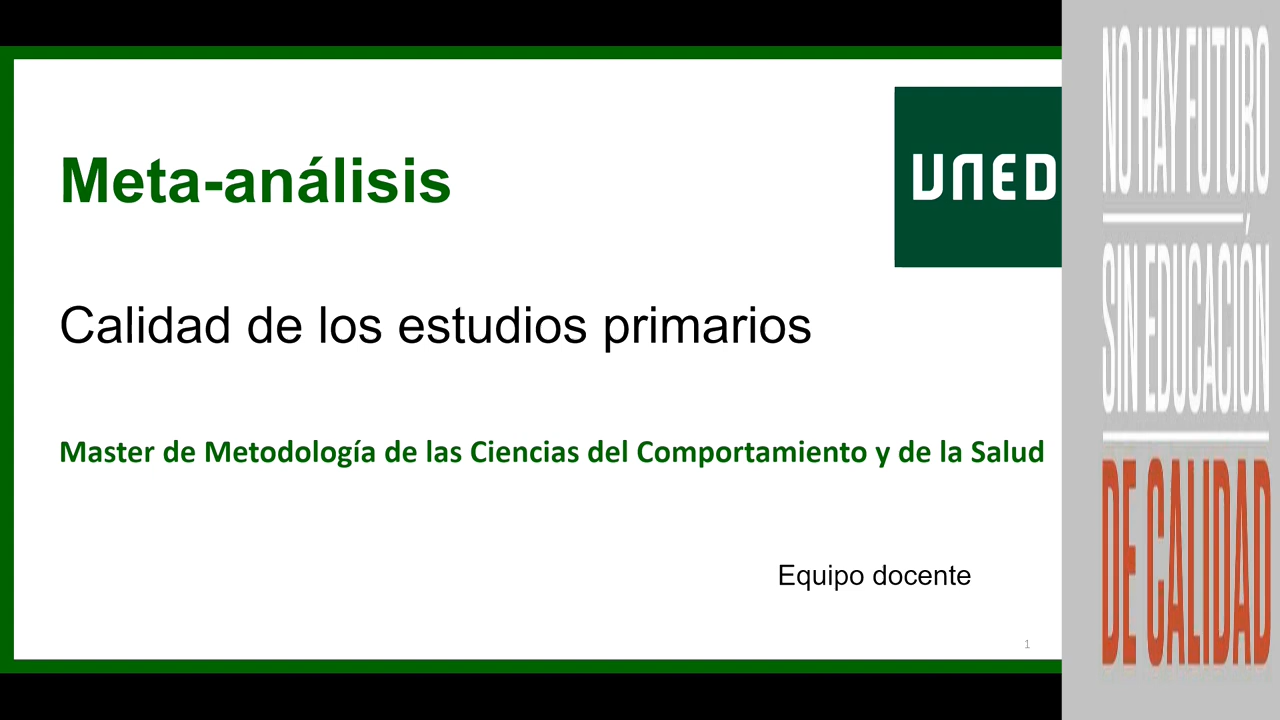 Meta-análisis
UNED
Calidad de los estudios primarios
Master de Metodología de las Ciencias del Comportamiento y de la Salud
Equipo docente
1
NO HAY FUTURO
SIN EDUCACIÓN
DE CALIDAD